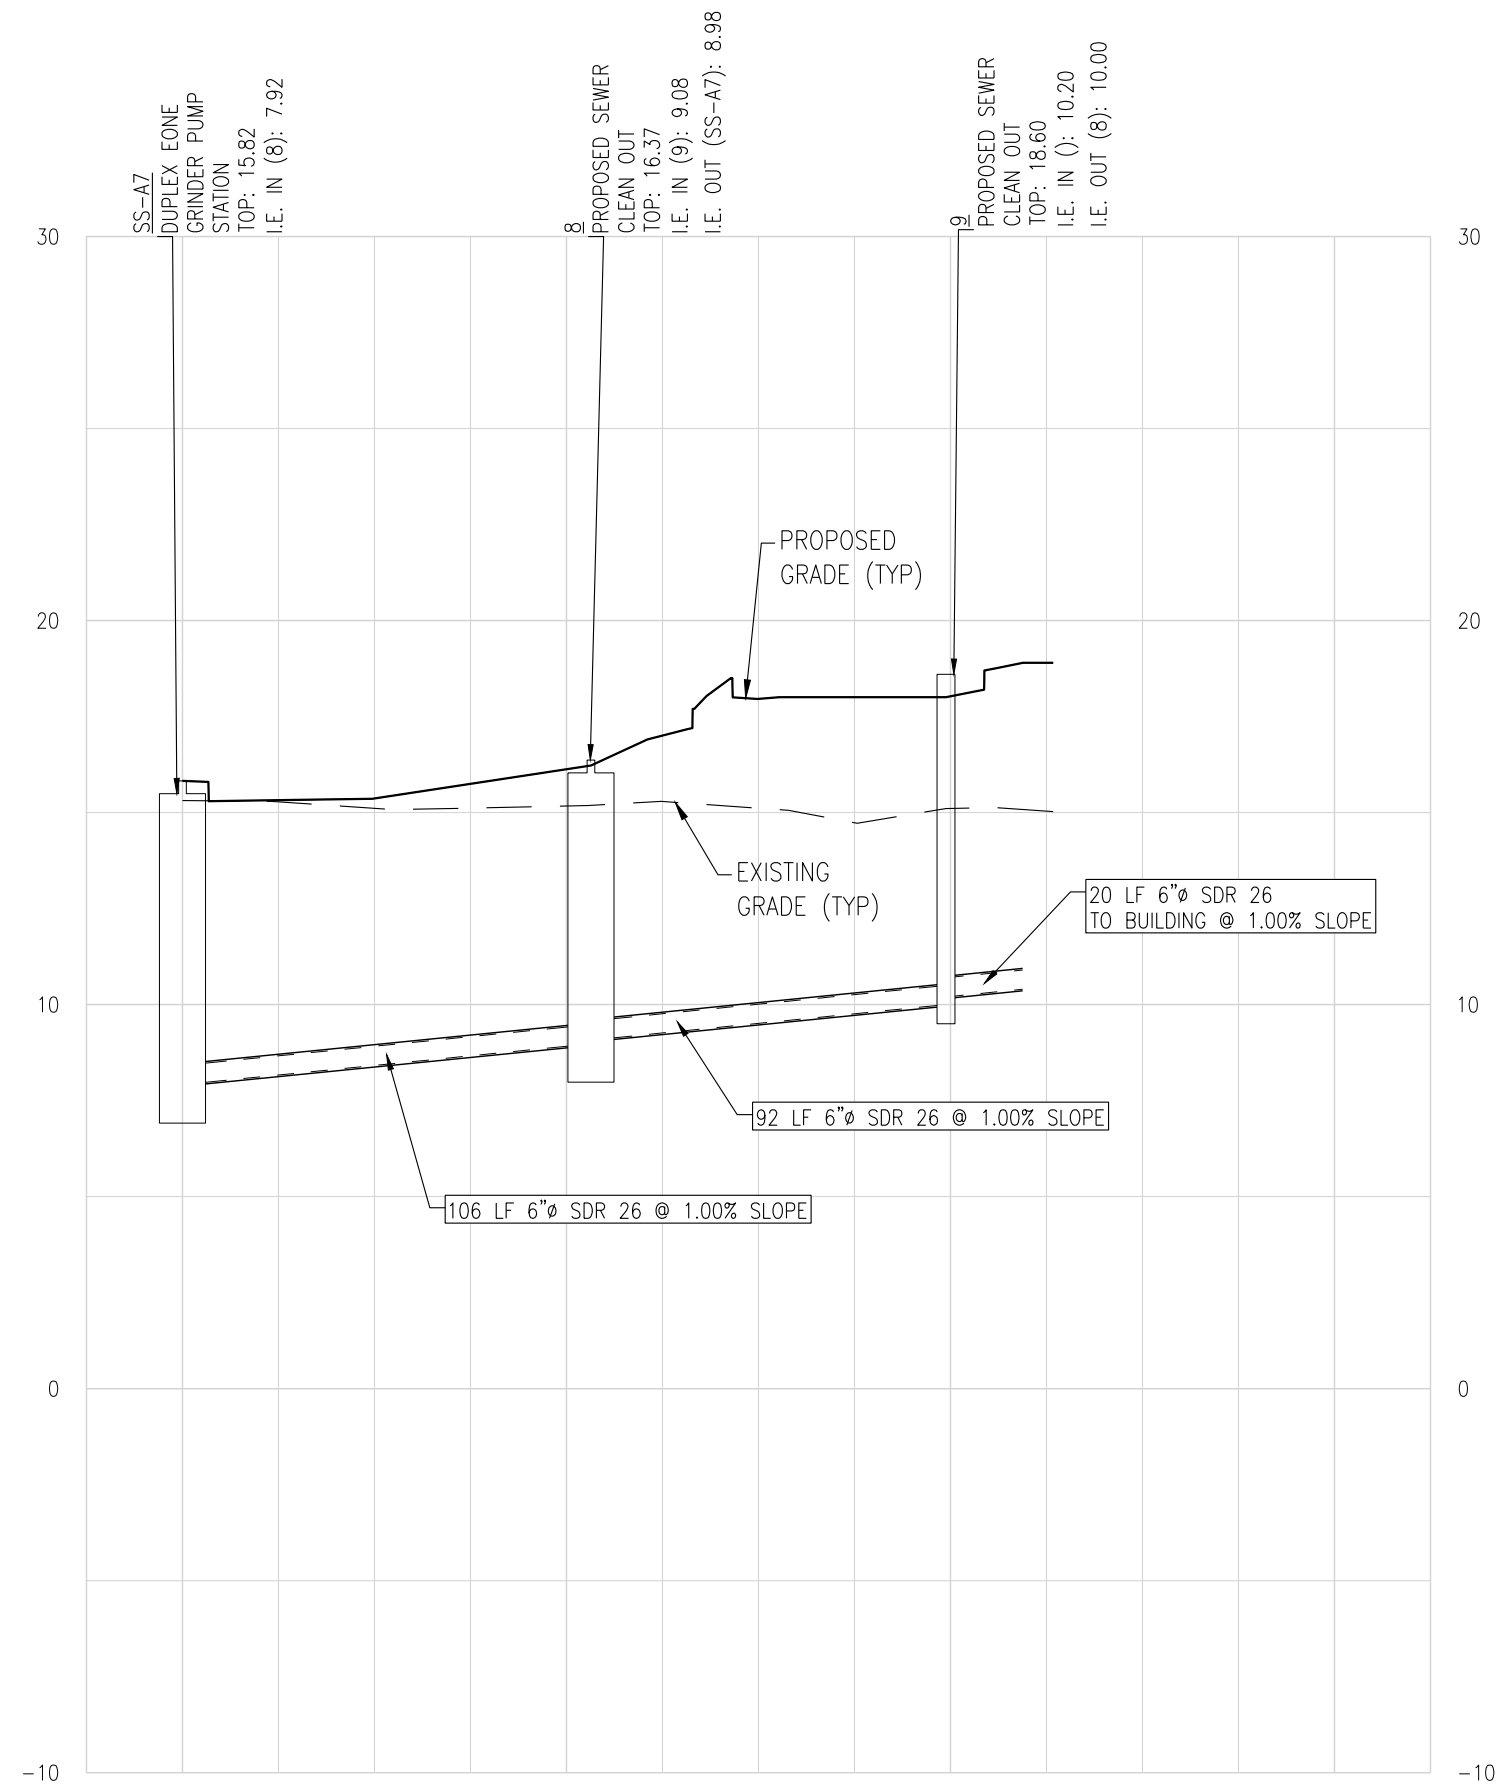 SS-A7
DUPLEX EONE
GRINDER PUMP
STATION
TOP: 15.82
I.E. IN (8): 7.92
8
PROPOSED SEWER
CLEAN OUT
TOP: 16.37
I.E. IN (9): 9.08
I.E. OUT (SS-A7): 8.98
9
PROPOSED SEWER
CLEAN OUT
TOP: 18.60
I.E. IN (): 10.20
I.E. OUT (8): 10.00
30
30
PROPOSED
GRADE (TYP)
20
20
EXISTING
GRADE (TYP)
20 LF 6"ø SDR 26
TO BUILDING @ 1.00% SLOPE
10
10
92 LF 6"ø SDR 26 @ 1.00% SLOPE
106 LF 6"ø SDR 26 @ 1.00% SLOPE
0
0
-10
-10